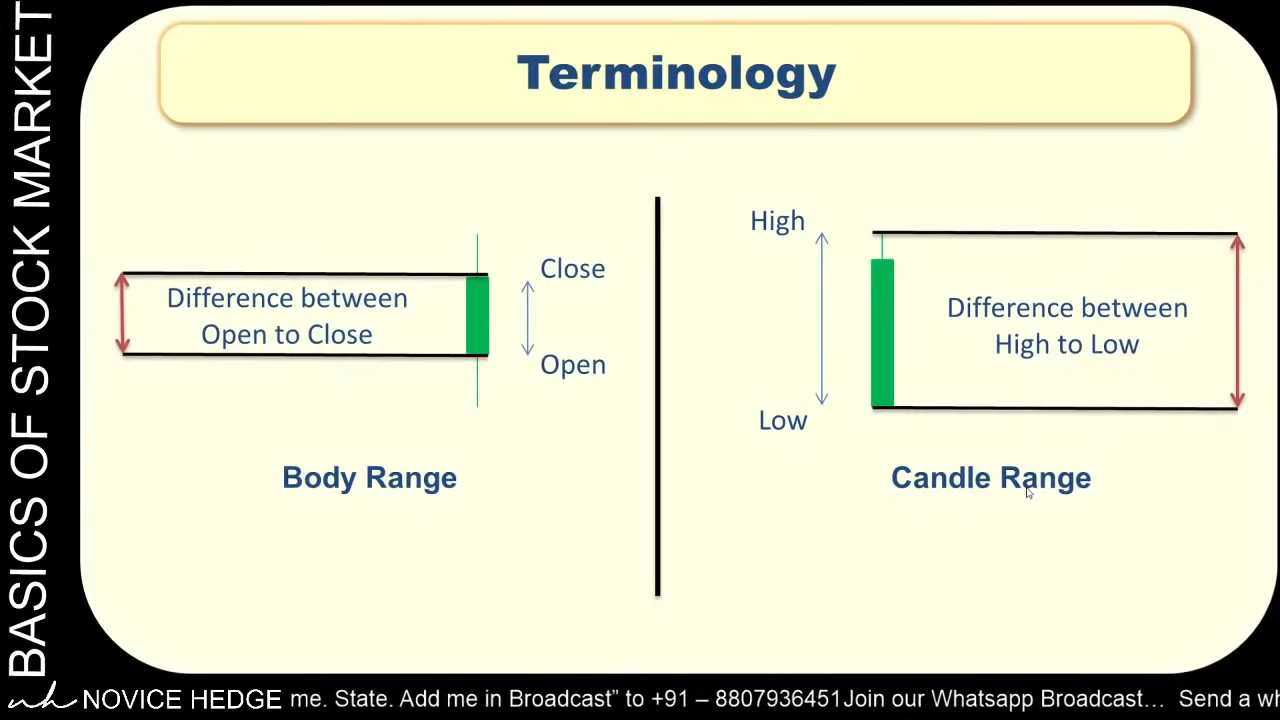 BASICS OF STOCK MARKET
Terminology
Difference between
Open to Close
Close
Open
Body Range
High
Low
Difference between
High to Low
Candle Range
nh NOVICE HEDGE
me. State. Add me in Broadcast” to +91 – 8807936451Join our Whatsapp Broadcast… Send a wh